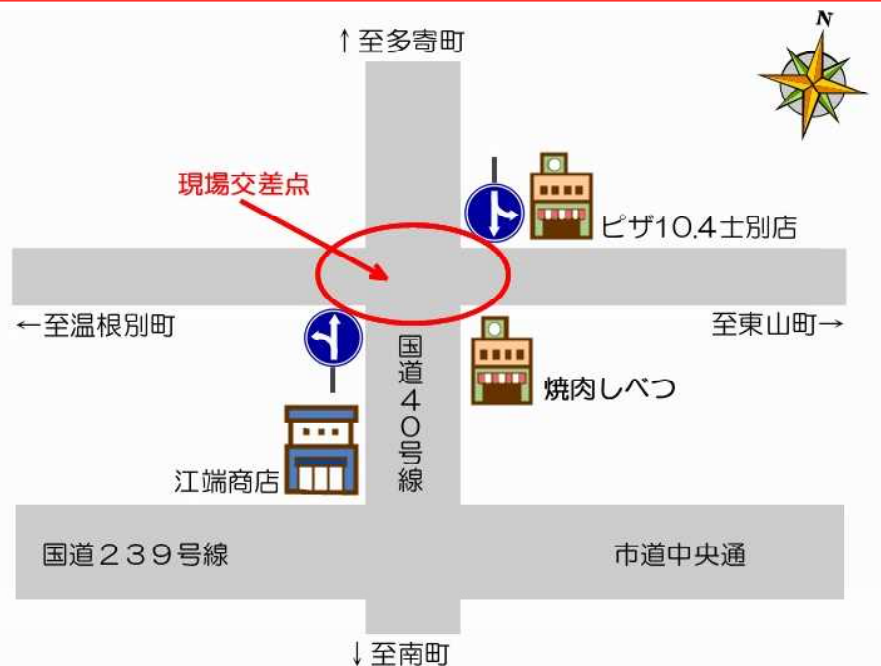 N
↑至多寄町
現場交差点
ピザ10.4士別店
←至温根別町
至東山町→
国道40号線
焼肉しべつ
江端商店
国道239号線
市道中央通
↓至南町